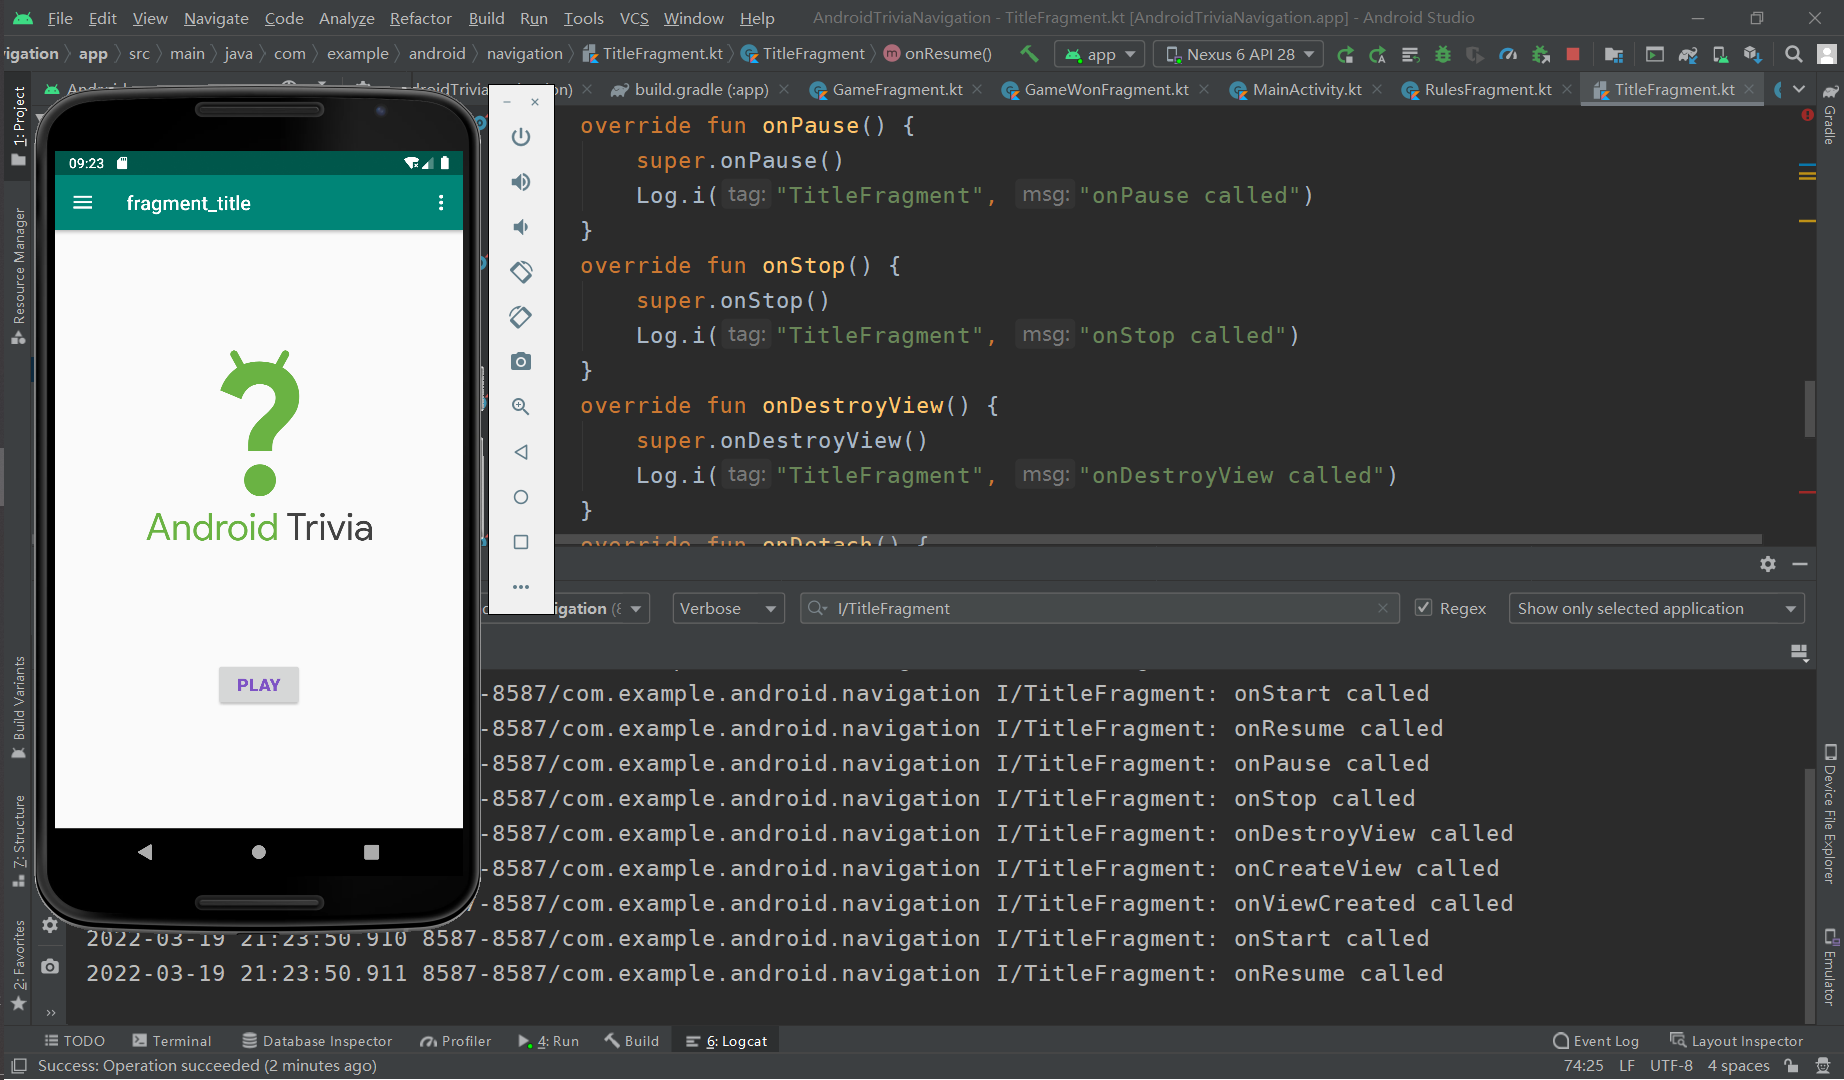 File Edit View Navigate Code Analyze Refactor Build Run Tools VCS Window Help AndroidTriviaNavigation - TitleFragment.kt [AndroidTriviaNavigation.app] - Android Studio
vigation app src main java com example android navigation TitleFragment.kt TitleFragment onResume() app Nexus 6 API 28
build.gradle (:app) GameFragment.kt GameWonFragment.kt MainActivity.kt RulesFragment.kt TitleFragment.kt
1: Project
Resource Manager
Build Variants
7: Structure
2: Favorites
09:23
fragment_title
Android Trivia
PLAY
override fun onPause() {
super.onPause()
Log.i( tag: "TitleFragment", msg: "onPause called")
}
override fun onStop() {
super.onStop()
Log.i( tag: "TitleFragment", msg: "onStop called")
}
override fun onDestroyView() {
super.onDestroyView()
Log.i( tag: "TitleFragment", msg: "onDestroyView called")
}
override fun onDetach() {
igation (8 Verbose I/TitleFragment Regex Show only selected application
-8587/com.example.android.navigation I/TitleFragment: onStart called
-8587/com.example.android.navigation I/TitleFragment: onResume called
-8587/com.example.android.navigation I/TitleFragment: onPause called
-8587/com.example.android.navigation I/TitleFragment: onStop called
-8587/com.example.android.navigation I/TitleFragment: onDestroyView called
-8587/com.example.android.navigation I/TitleFragment: onCreateView called
-8587/com.example.android.navigation I/TitleFragment: onViewCreated called
2022-03-19 21:23:50.910 8587-8587/com.example.android.navigation I/TitleFragment: onStart called
2022-03-19 21:23:50.911 8587-8587/com.example.android.navigation I/TitleFragment: onResume called
Gradle
Device File Explorer
Emulator
TODO Terminal Database Inspector Profiler 4: Run Build 6: Logcat Event Log Layout Inspector
Success: Operation succeeded (2 minutes ago) 74:25 LF UTF-8 4 spaces